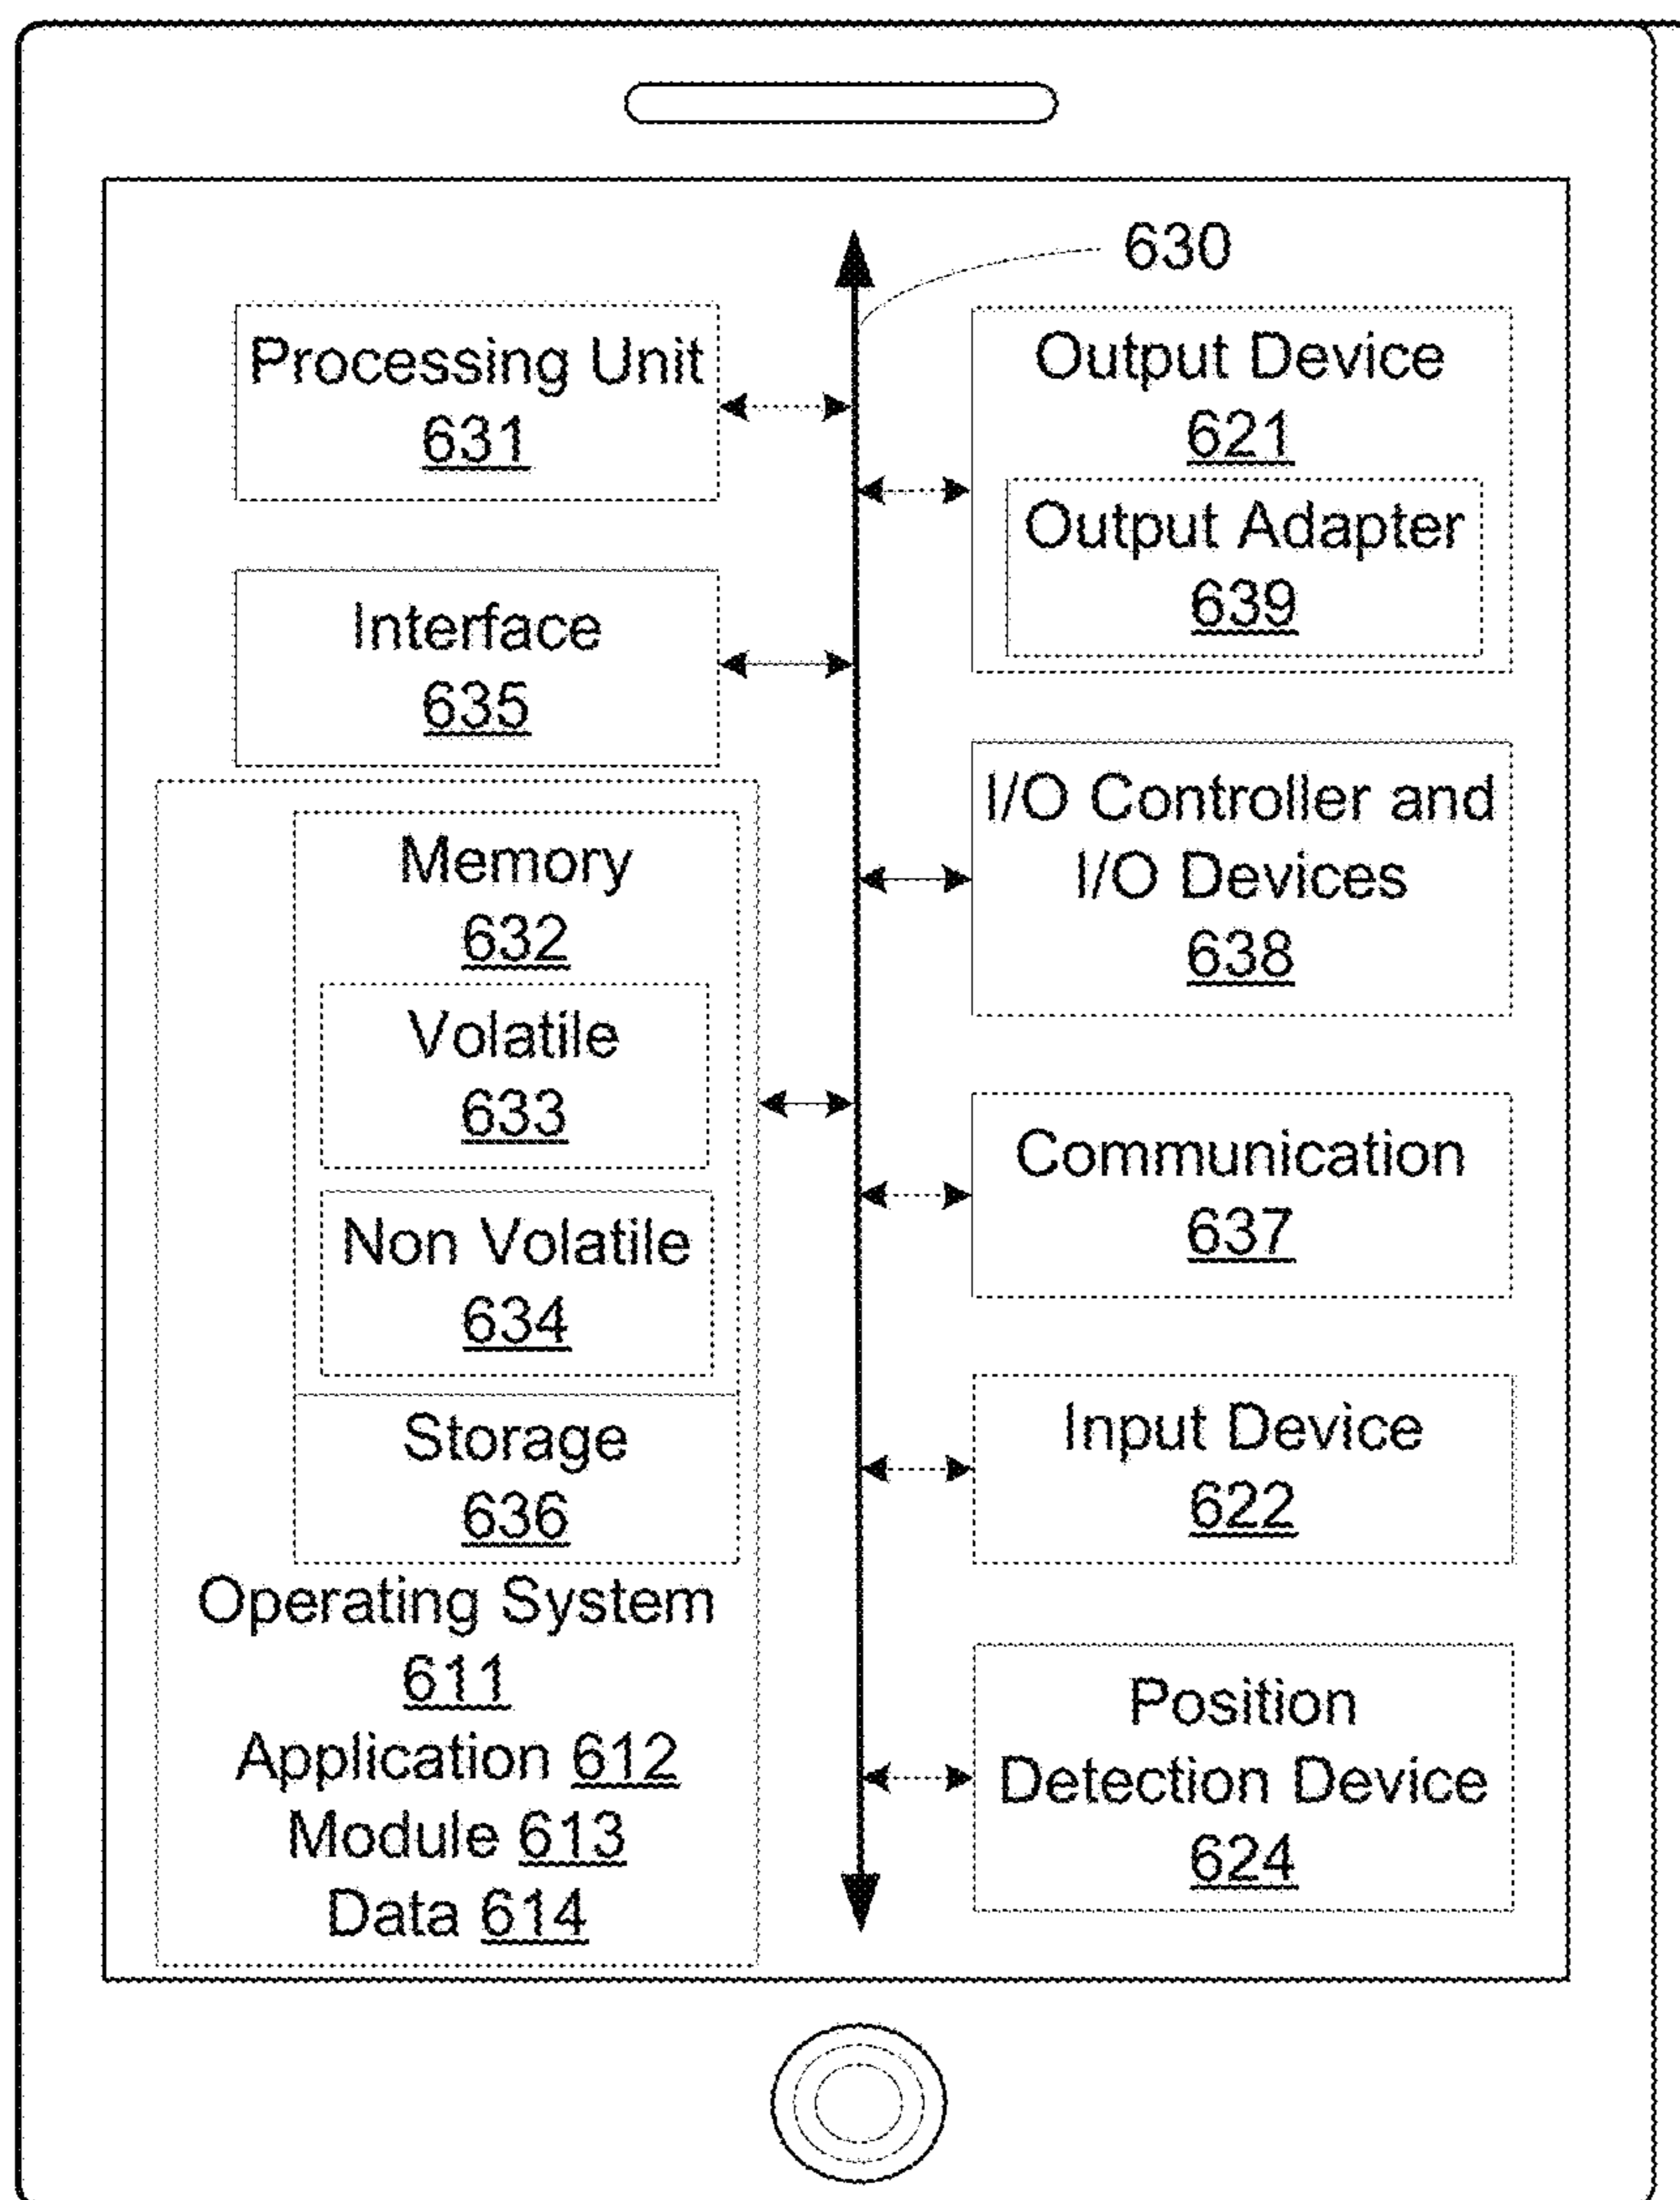 630
Processing Unit
631
Interface
635
Memory
632
Volatile
633
Non Volatile
634
Storage
636
Operating System
611
Application 612
Module 613
Data 614
Output Device
621
Output Adapter
639
I/O Controller and
I/O Devices
638
Communication
637
Input Device
622
Position
Detection Device
624